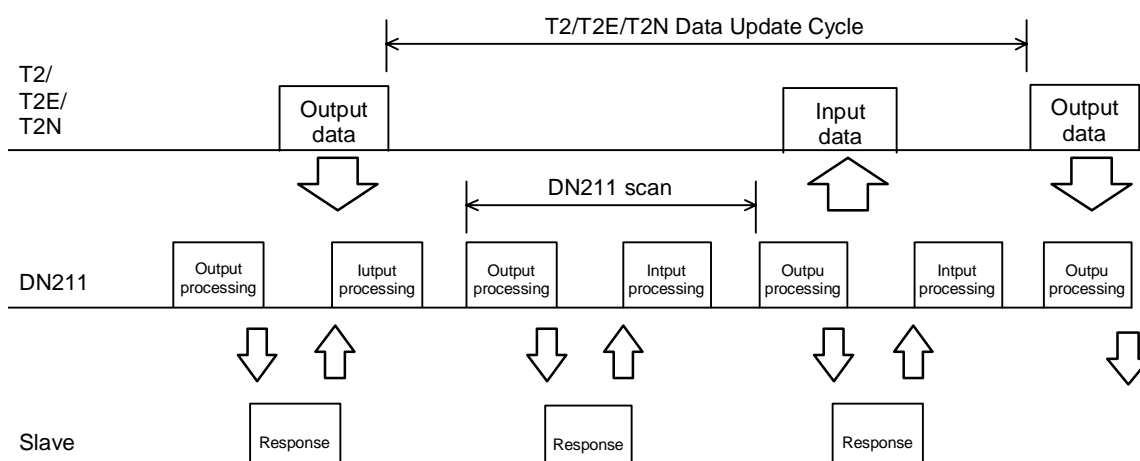 T2/T2E/T2N Data Update Cycle
T2/
T2E/
T2N
Output
data
Input
data
Output
data
DN211 scan
DN211
Output
processing
Iutput
processing
Output
processing
Intput
processing
Outpu
processing
Intput
processing
Outpu
processing
Slave
Response
Response
Response